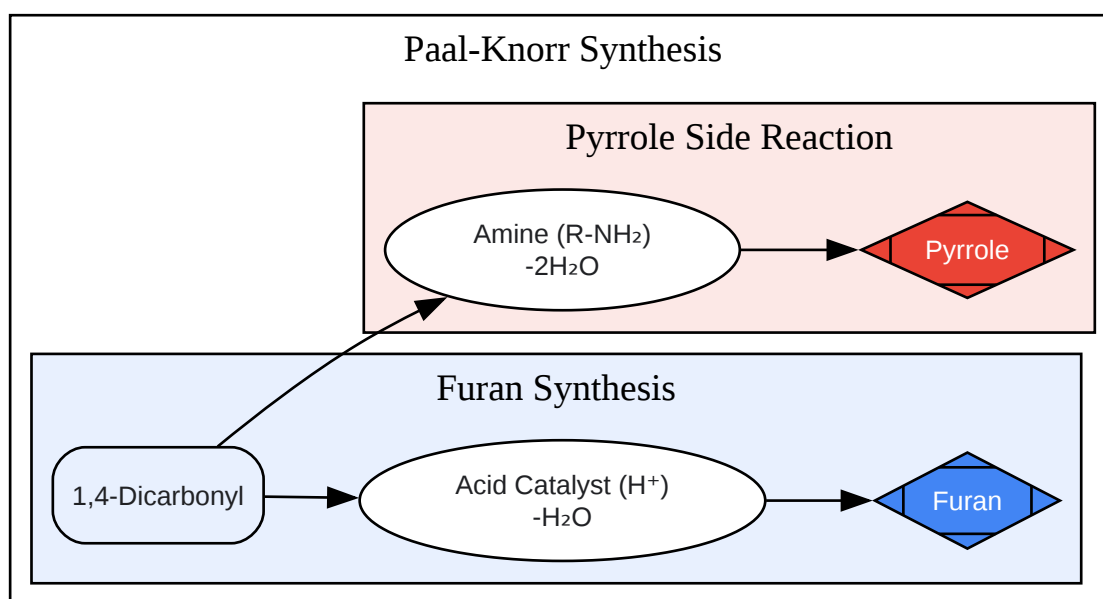 Paal-Knorr Synthesis
Pyrrole Side Reaction
Amine (R-NH₂)
-2H₂O
Pyrrole
Furan Synthesis
1,4-Dicarbonyl
Acid Catalyst (H⁺)
-H₂O
Furan